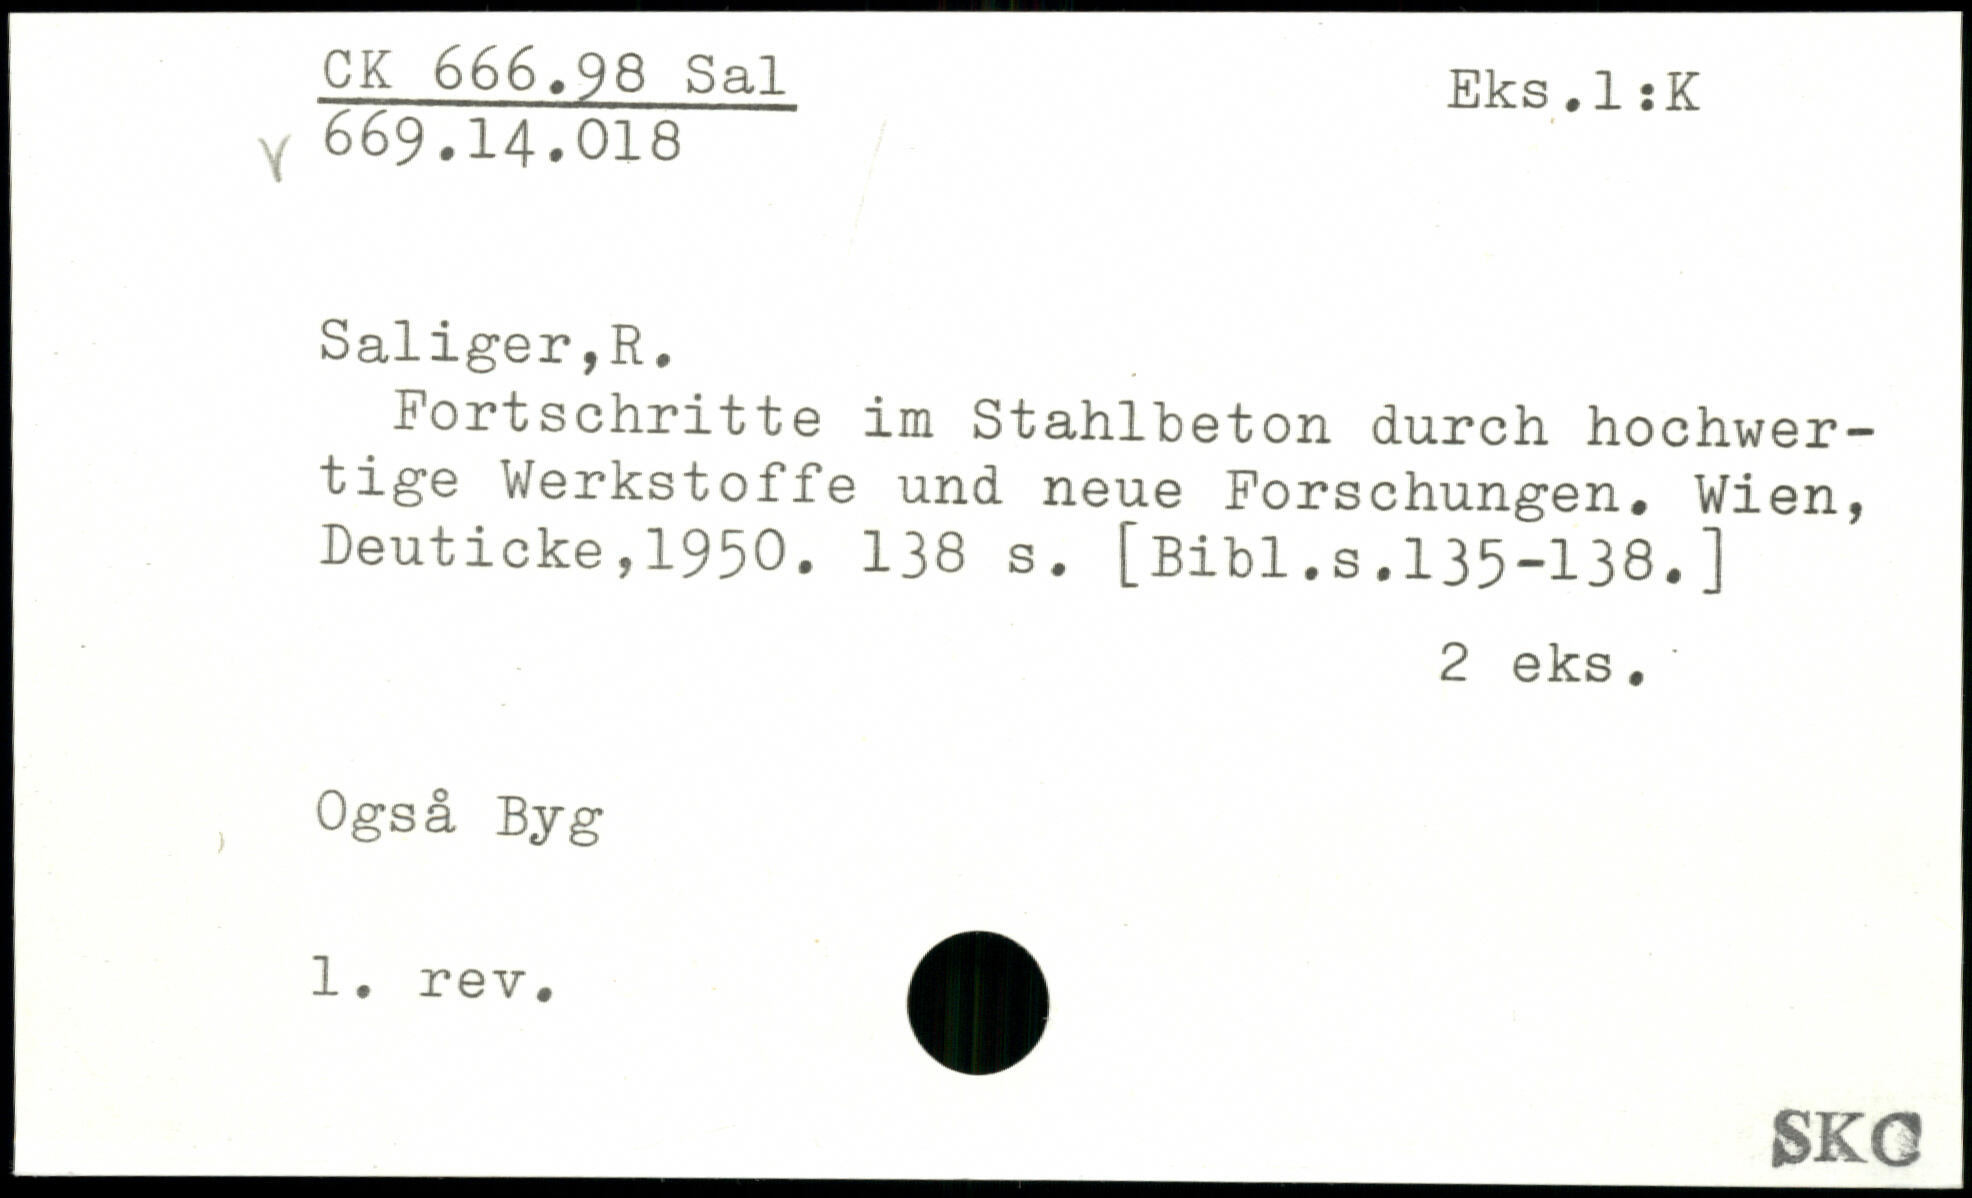 CK 666.98 Sal
Eks.1:K
669.14.018
Saliger,R.
Fortschritte im Stahlbeton durch hochwer-
tige Werkstoffe und neue Forschungen. Wien,
Deuticke,1950. 138 s. [Bibl.s.135-138.]
2 eks.
Også Byg
1. rev.
SKC